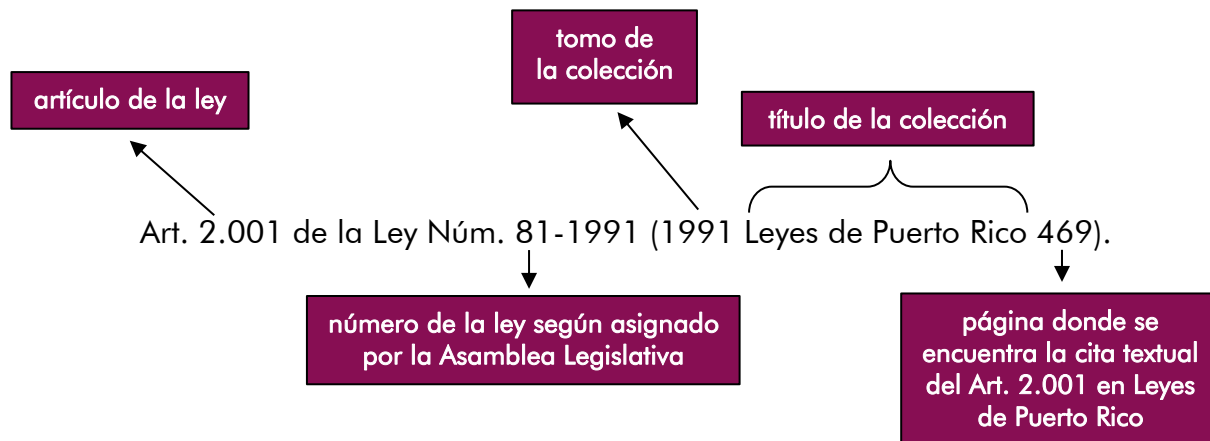 tomo de
la colección
artículo de la ley
título de la colección
Art. 2.001 de la Ley Núm. 81-1991 (1991 Leyes de Puerto Rico 469).
número de la ley según asignado
por la Asamblea Legislativa
página donde se
encuentra la cita textual
del Art. 2.001 en Leyes
de Puerto Rico